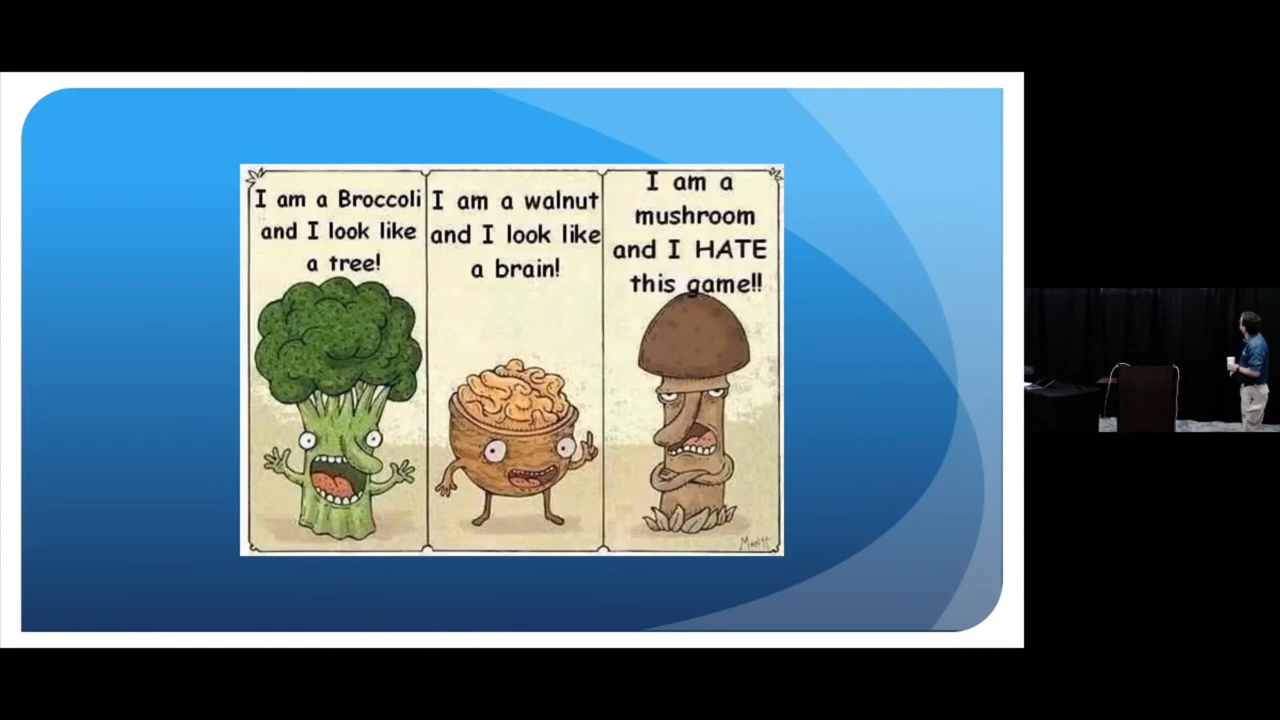 I am a Broccoli
and I look like
a tree!
I am a walnut
and I look like
a brain!
I am a
mushroom
and I HATE
this game!!